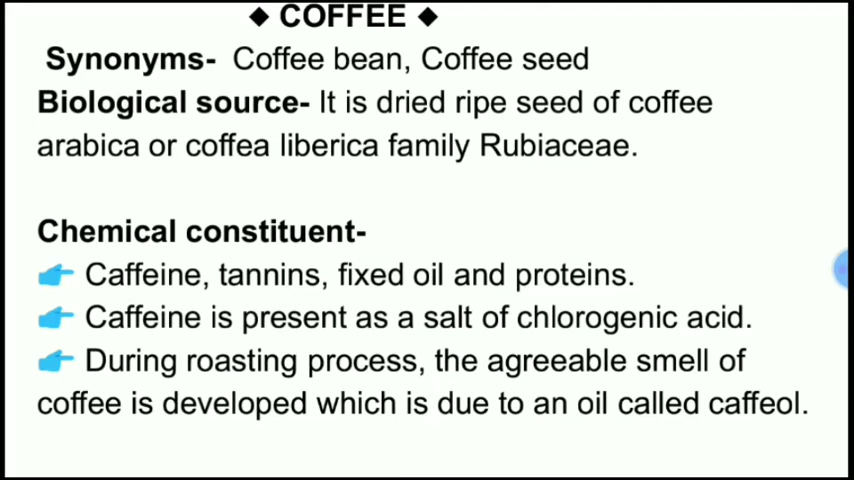 ◆ COFFEE ◆
Synonyms- Coffee bean, Coffee seed
Biological source- It is dried ripe seed of coffee
arabica or coffea liberica family Rubiaceae.
Chemical constituent-
👉 Caffeine, tannins, fixed oil and proteins.
👉 Caffeine is present as a salt of chlorogenic acid.
👉 During roasting process, the agreeable smell of
coffee is developed which is due to an oil called caffeol.